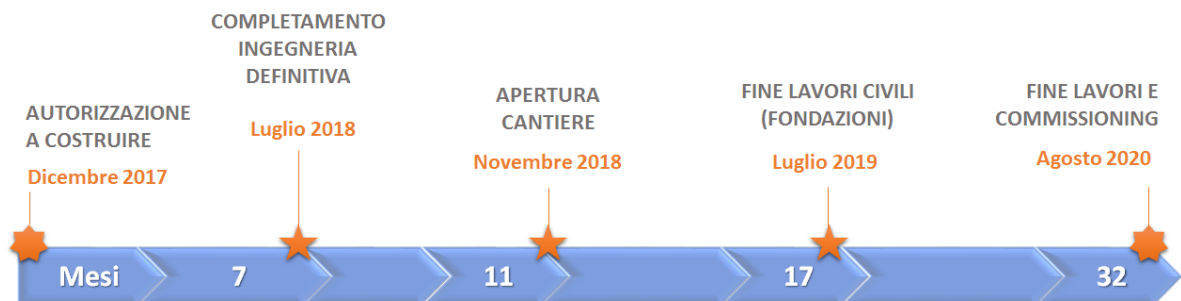 AUTORIZZAZIONE
A COSTRUIRE
Dicembre 2017
COMPLETAMENTO
INGEGNERIA
DEFINITIVA
Luglio 2018
APERTURA
CANTIERE
Novembre 2018
FINE LAVORI CIVILI
(FONDAZIONI)
Luglio 2019
FINE LAVORI E
COMMISSIONING
Agosto 2020
Mesi
7
11
17
32